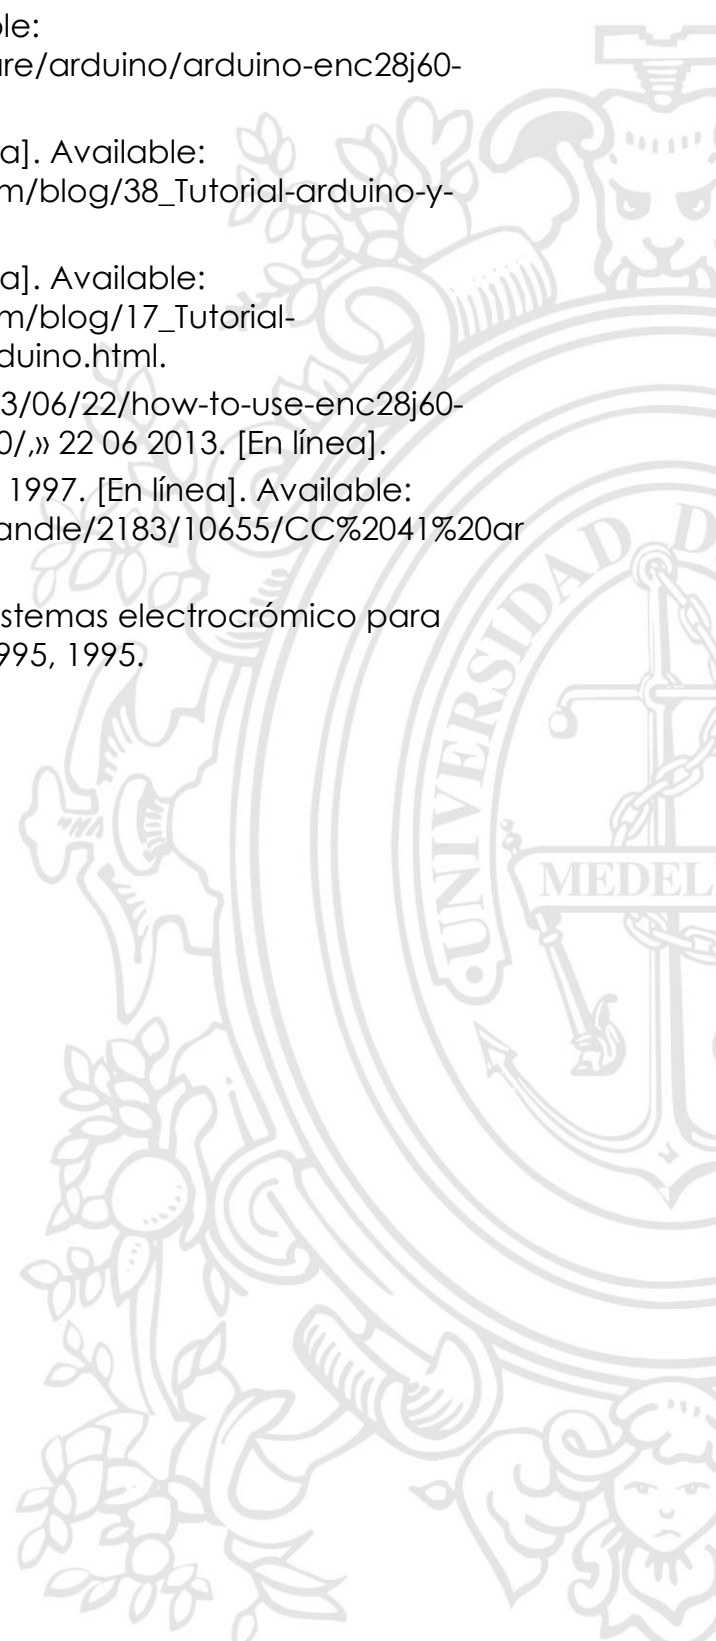 ole:
are/arduino/arduino-enc28j60-
a]. Available:
m/blog/38_Tutorial-arduino-y-
a]. Available:
m/blog/17_Tutorial-
duino.html.
3/06/22/how-to-use-enc28j60-
0/,» 22 06 2013. [En línea].
1997. [En línea]. Available:
andle/2183/10655/CC%2041%20ar
stemas electrocrómico para
995, 1995.
UNIVERSIDAD D
MEDEL